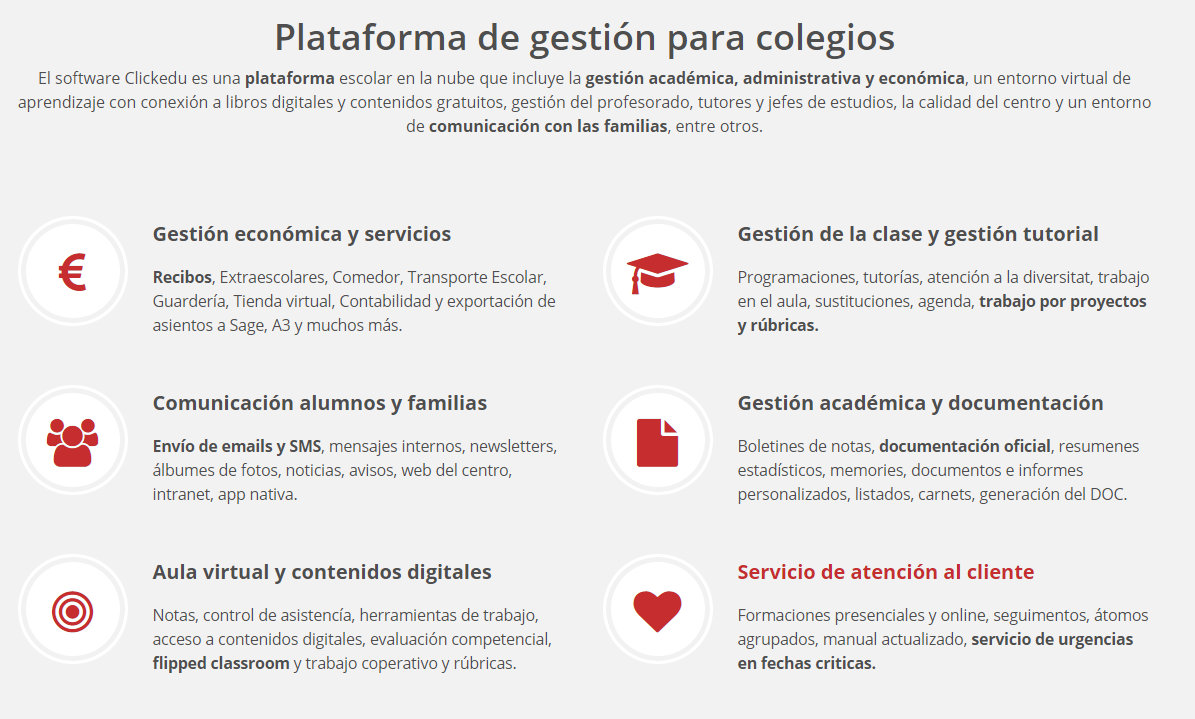 Plataforma de gestión para colegios
El software Clickedu es una plataforma escolar en la nube que incluye la gestión académica, administrativa y económica, un entorno virtual de
aprendizaje con conexión a libros digitales y contenidos gratuitos, gestión del profesorado, tutores y jefes de estudios, la calidad del centro y un entorno
de comunicación con las familias, entre otros.
Gestión económica y servicios
Recibos, Extraescolares, Comedor, Transporte Escolar,
Guardería, Tienda virtual, Contabilidad y exportación de
asientos a Sage, A3 y muchos más.
Gestión de la clase y gestión tutorial
Programaciones, tutorías, atención a la diversitat, trabajo
en el aula, sustituciones, agenda, trabajo por proyectos
y rúbricas.
Comunicación alumnos y familias
Envío de emails y SMS, mensajes internos, newsletters,
álbumes de fotos, noticias, avisos, web del centro,
intranet, app nativa.
Gestión académica y documentación
Boletines de notas, documentación oficial, resumenes
estadísticos, memories, documentos e informes
personalizados, listados, carnets, generación del DOC.
Aula virtual y contenidos digitales
Notas, control de asistencía, herramientas de trabajo,
acceso a contenidos digitales, evaluación competencial,
flipped classroom y trabajo coperativo y rúbricas.
Servicio de atención al cliente
Formaciones presenciales y online, seguimentos, átomos
agrupados, manual actualizado, servicio de urgencias
en fechas criticas.